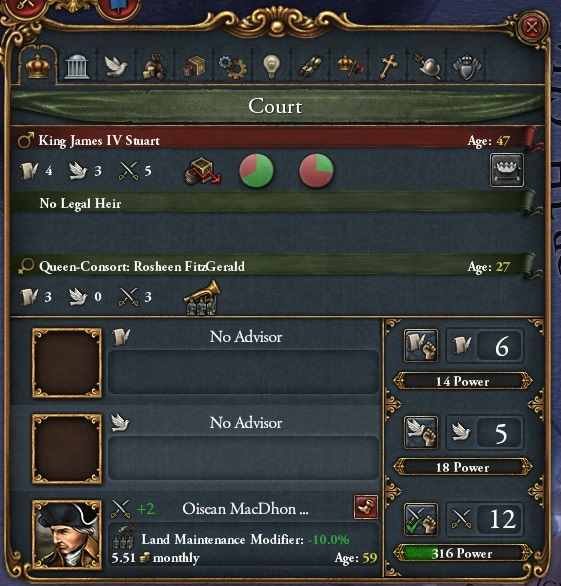 Court
King James IV Stuart Age: 47
4 3 5
No Legal Heir
Queen-Consort: Rosheen FitzGerald Age: 27
3 0 3
No Advisor 6
14 Power
No Advisor 5
18 Power
+2 Oiscan MacDhon ... 12
Land Maintenance Modifier: -10.0%
5.51 monthly Age: 59 316 Power